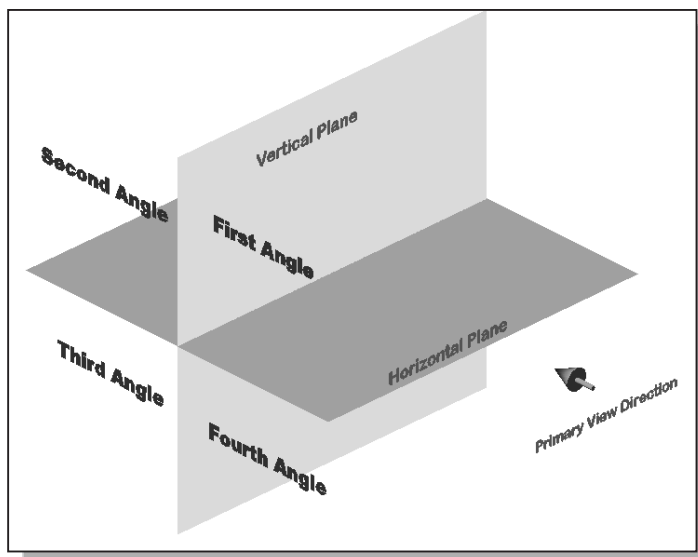 Vertical Plane
Second Angle
First Angle
Horizontal Plane
Third Angle
Primary View Direction
Fourth Angle